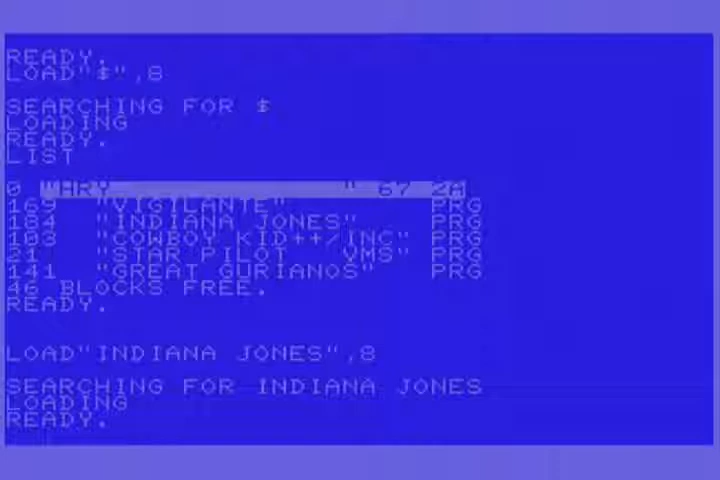 READY.
LOAD"$",8
SEARCHING FOR $
LOADING
READY.
LIST
0 "HRY " 67 2A
169 "VIGILANTE" PRG
184 "INDIANA JONES" PRG
103 "COWBOY KID++/INC" PRG
21 "STAR PILOT VMS" PRG
141 "GREAT GURIANOS" PRG
46 BLOCKS FREE.
READY.
LOAD"INDIANA JONES",8
SEARCHING FOR INDIANA JONES
LOADING
READY.